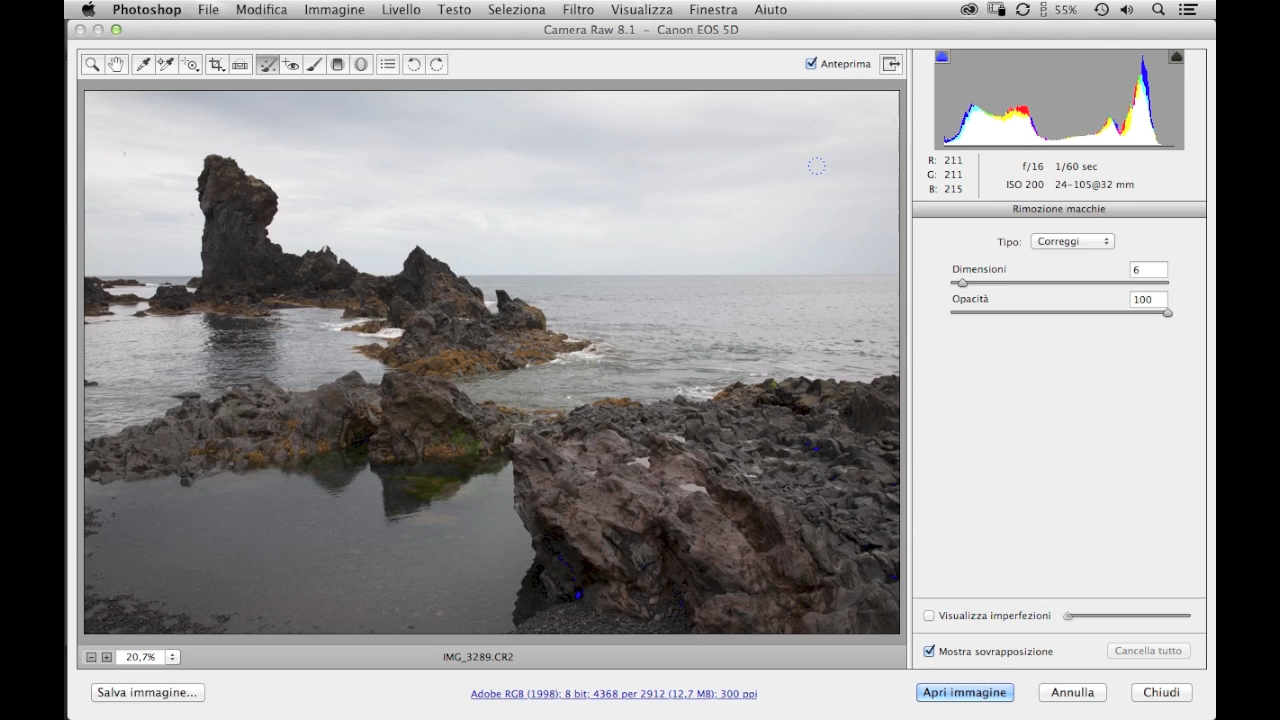 Photoshop File Modifica Immagine Livello Testo Seleziona Filtro Visualizza Finestra Aiuto 55%
Camera Raw 8.1 – Canon EOS 5D
Anteprima
R: 211
G: 211
B: 215
f/16 1/60 sec
ISO 200 24-105@32 mm
Rimozione macchie
Tipo: Correggi
Dimensioni 6
Opacità 100
Visualizza imperfezioni
Mostra sovrapposizione Cancella tutto
20,7% IMG_3289.CR2
Salva immagine... Adobe RGB (1998); 8 bit; 4368 per 2912 (12,7 MB); 300 ppi Apri immagine Annulla Chiudi